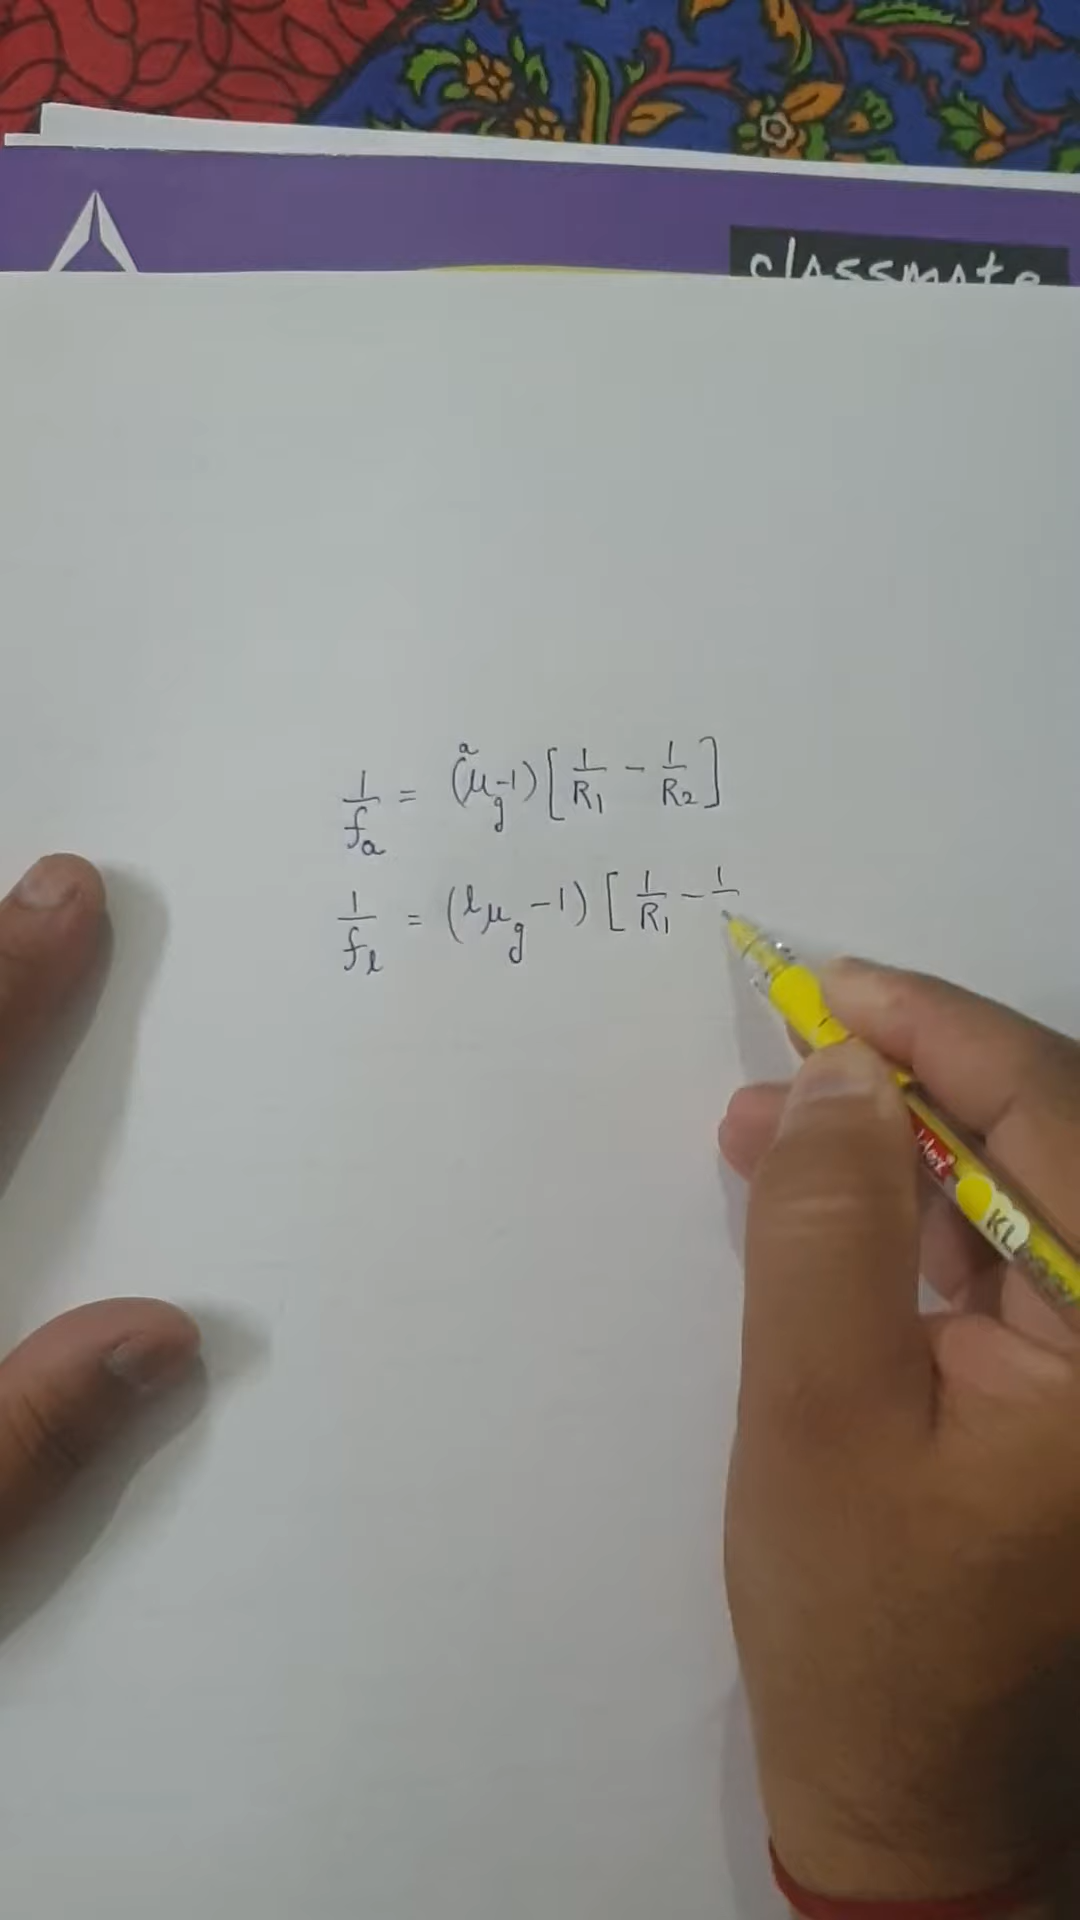 classmate
1/fₐ = (ᵃμg-1) [1/R₁ - 1/R₂]
1/fₗ = (ˡμg-1) [1/R₁ - 1/